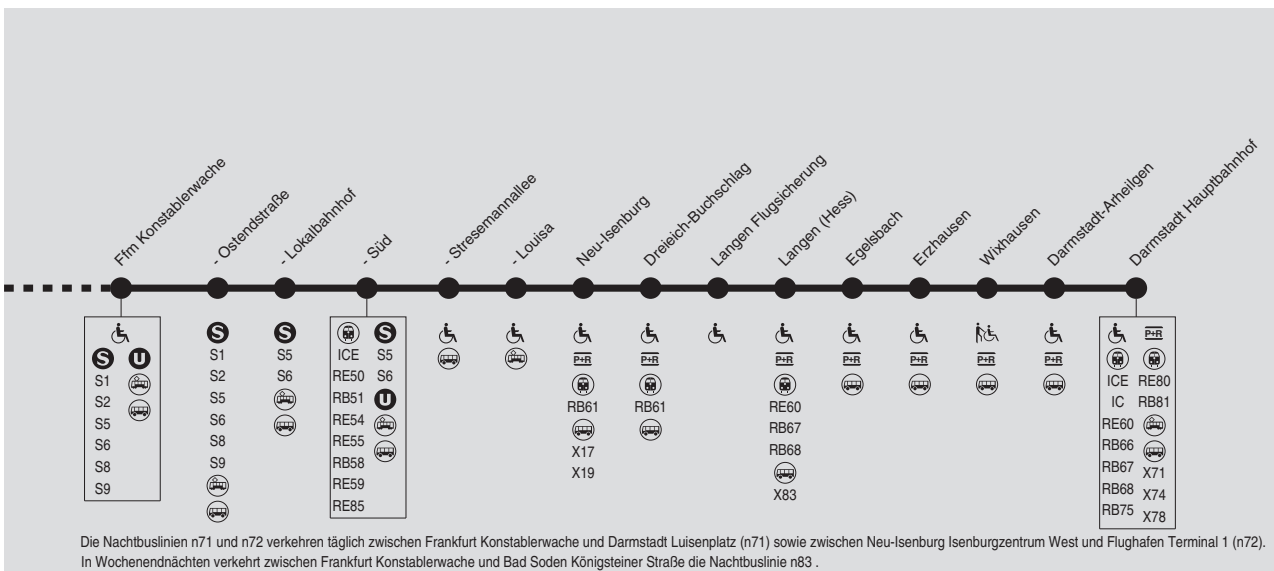 Ffm Konstablerwache
- Ostendstraße
- Lokalbahnhof
- Süd
- Stresemannallee
- Louisa
Neu-Isenburg
Dreieich-Buchschlag
Langen Flugsicherung
Langen (Hess)
Egelsbach
Erzhausen
Wixhausen
Darmstadt-Arheilgen
Darmstadt Hauptbahnhof
S U
S1
S2
S5
S6
S8
S9
S
S1
S2
S5
S6
S8
S9
S
S5
S6
S
ICE S5
RE50 S6
RB51 U
RE54
RE55
RB58
RE59
RE85
P+R
RB61
X17
X19
P+R
RB61
P+R
RE60
RB67
RB68
X83
P+R
P+R
P+R
P+R
P+R
ICE RE80
IC RB81
RE60
RB66
RB67 X71
RB68 X74
RB75 X78
Die Nachtbuslinien n71 und n72 verkehren täglich zwischen Frankfurt Konstablerwache und Darmstadt Luisenplatz (n71) sowie zwischen Neu-Isenburg Isenburgzentrum West und Flughafen Terminal 1 (n72).
In Wochenendnächten verkehrt zwischen Frankfurt Konstablerwache und Bad Soden Königsteiner Straße die Nachtbuslinie n83 .